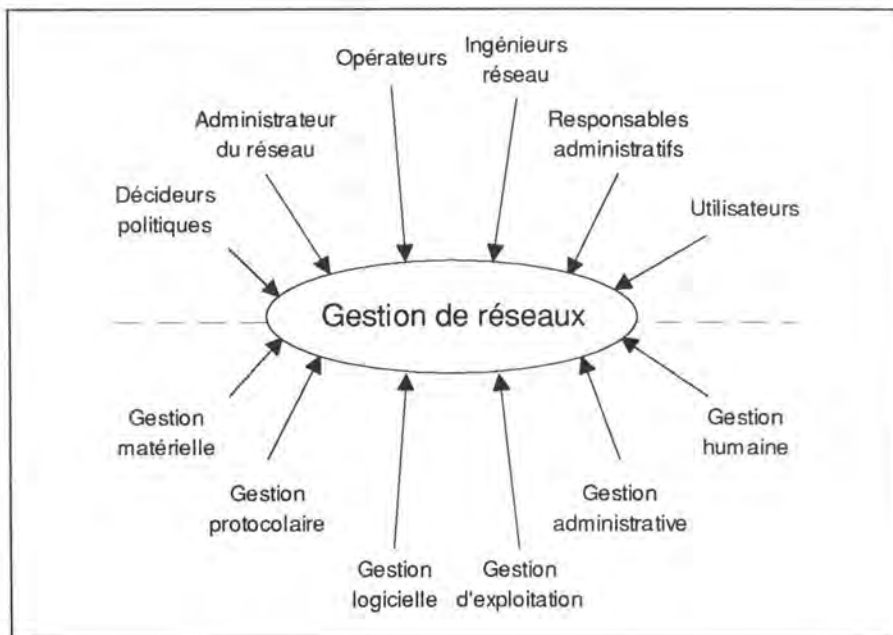 Opérateurs
Ingénieurs
réseau
Administrateur
du réseau
Responsables
administratifs
Décideurs
politiques
Utilisateurs
Gestion de réseaux
Gestion
matérielle
Gestion
humaine
Gestion
protocolaire
Gestion
administrative
Gestion
logicielle
Gestion
d'exploitation